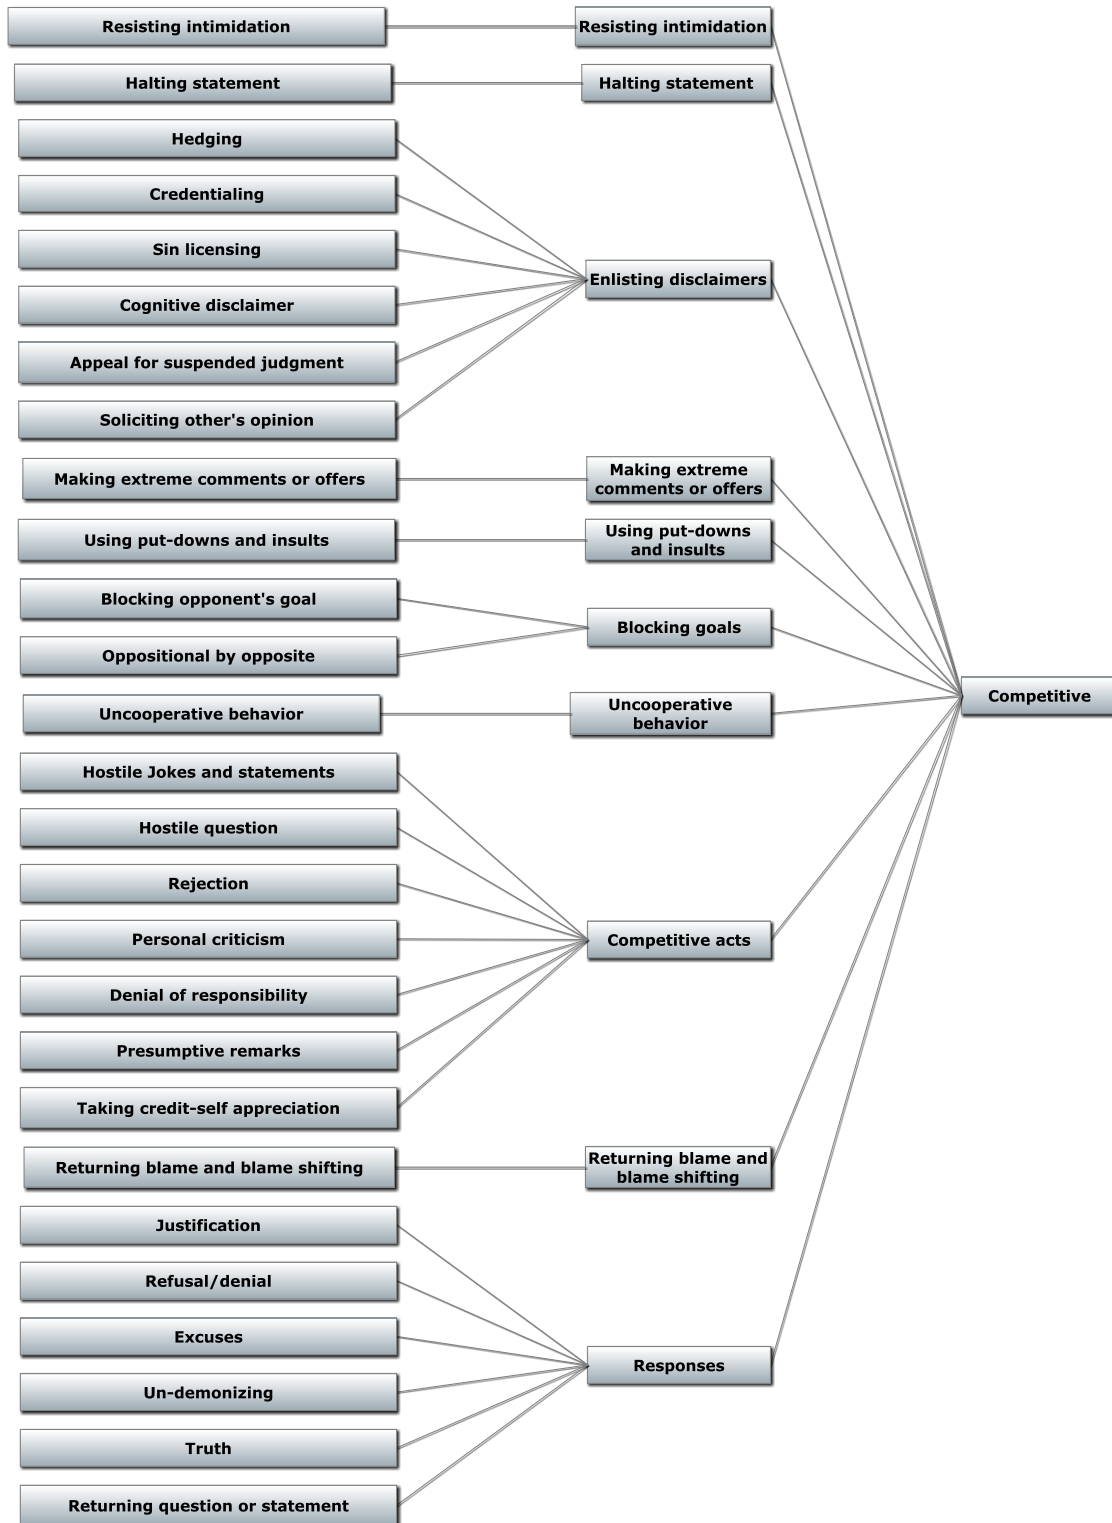 Resisting intimidation
Halting statement
Hedging
Credentialing
Sin licensing
Cognitive disclaimer
Appeal for suspended judgment
Soliciting other's opinion
Making extreme comments or offers
Using put-downs and insults
Blocking opponent's goal
Oppositional by opposite
Uncooperative behavior
Hostile Jokes and statements
Hostile question
Rejection
Personal criticism
Denial of responsibility
Presumptive remarks
Taking credit-self appreciation
Returning blame and blame shifting
Justification
Refusal/denial
Excuses
Un-demonizing
Truth
Returning question or statement
Resisting intimidation
Halting statement
Enlisting disclaimers
Making extreme
comments or offers
Using put-downs
and insults
Blocking goals
Uncooperative
behavior
Competitive acts
Returning blame and
blame shifting
Responses
Competitive